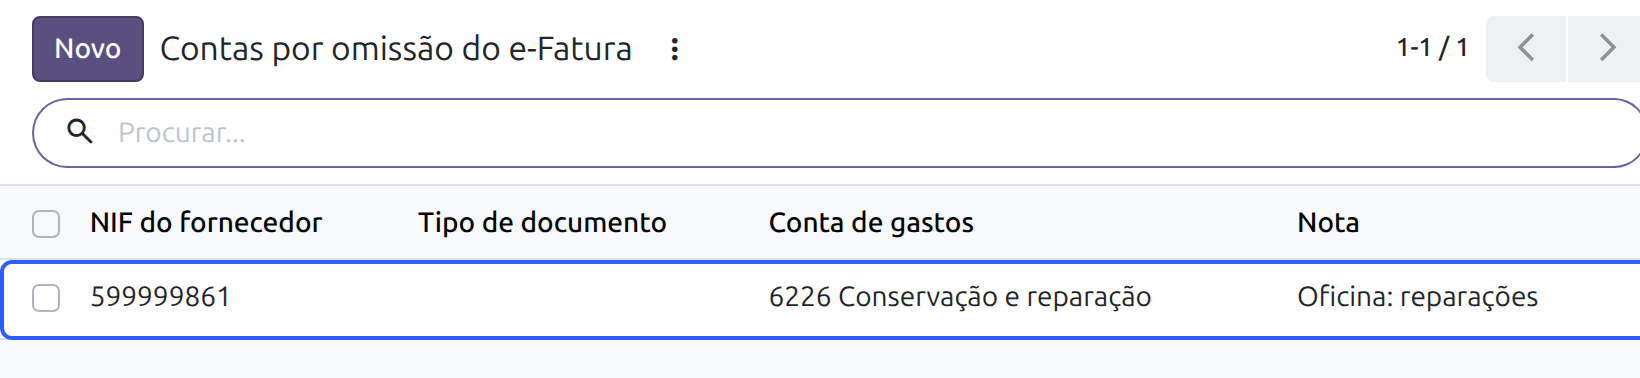 Novo Contas por omissão do e-Fatura 1-1 / 1
Procurar...
NIF do fornecedor Tipo de documento Conta de gastos Nota
599999861 6226 Conservação e reparação Oficina: reparações